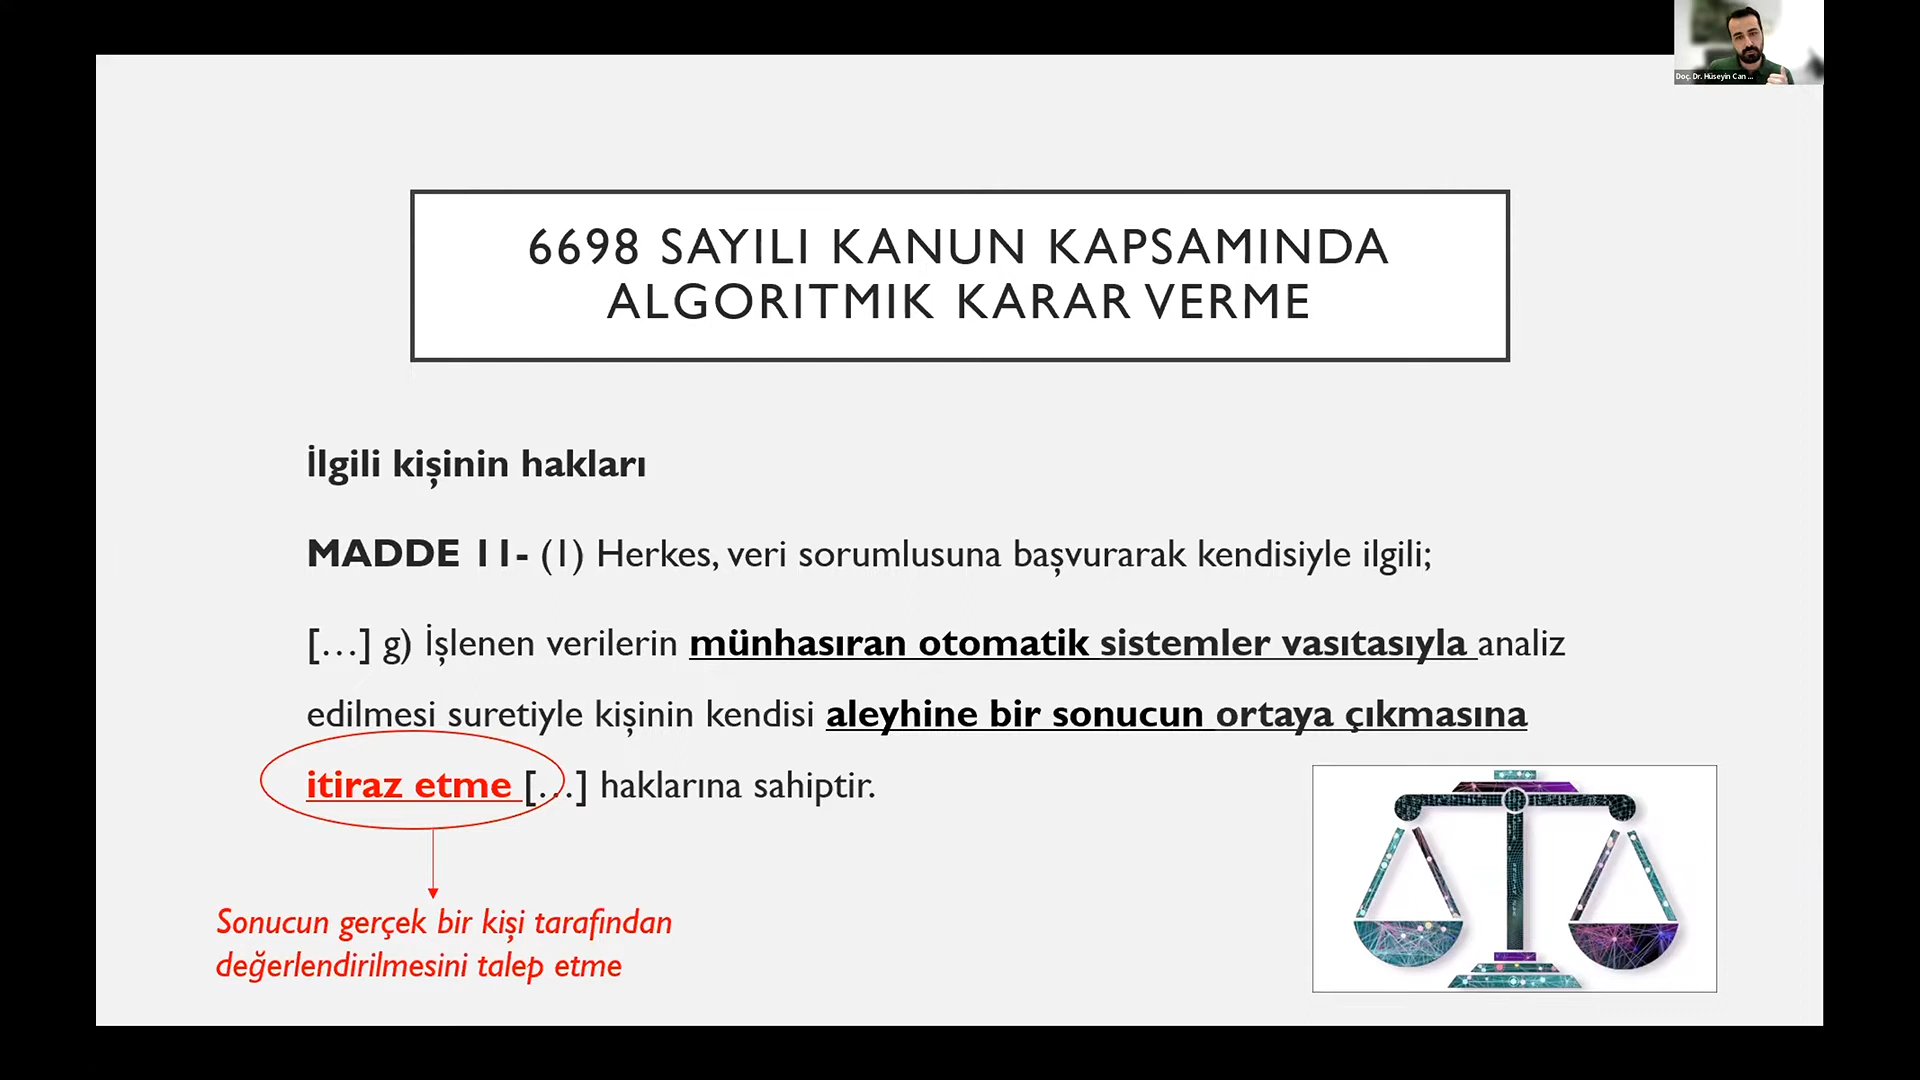 Doç. Dr. Hüseyin Can ...
6698 SAYILI KANUN KAPSAMINDA
ALGORITMIK KARAR VERME
İlgili kişinin hakları
MADDE 11- (1) Herkes, veri sorumlusuna başvurarak kendisiyle ilgili;
[…] g) İşlenen verilerin münhasıran otomatik sistemler vasıtasıyla analiz
edilmesi suretiyle kişinin kendisi aleyhine bir sonucun ortaya çıkmasına
itiraz etme […] haklarına sahiptir.
Sonucun gerçek bir kişi tarafından
değerlendirilmesini talep etme